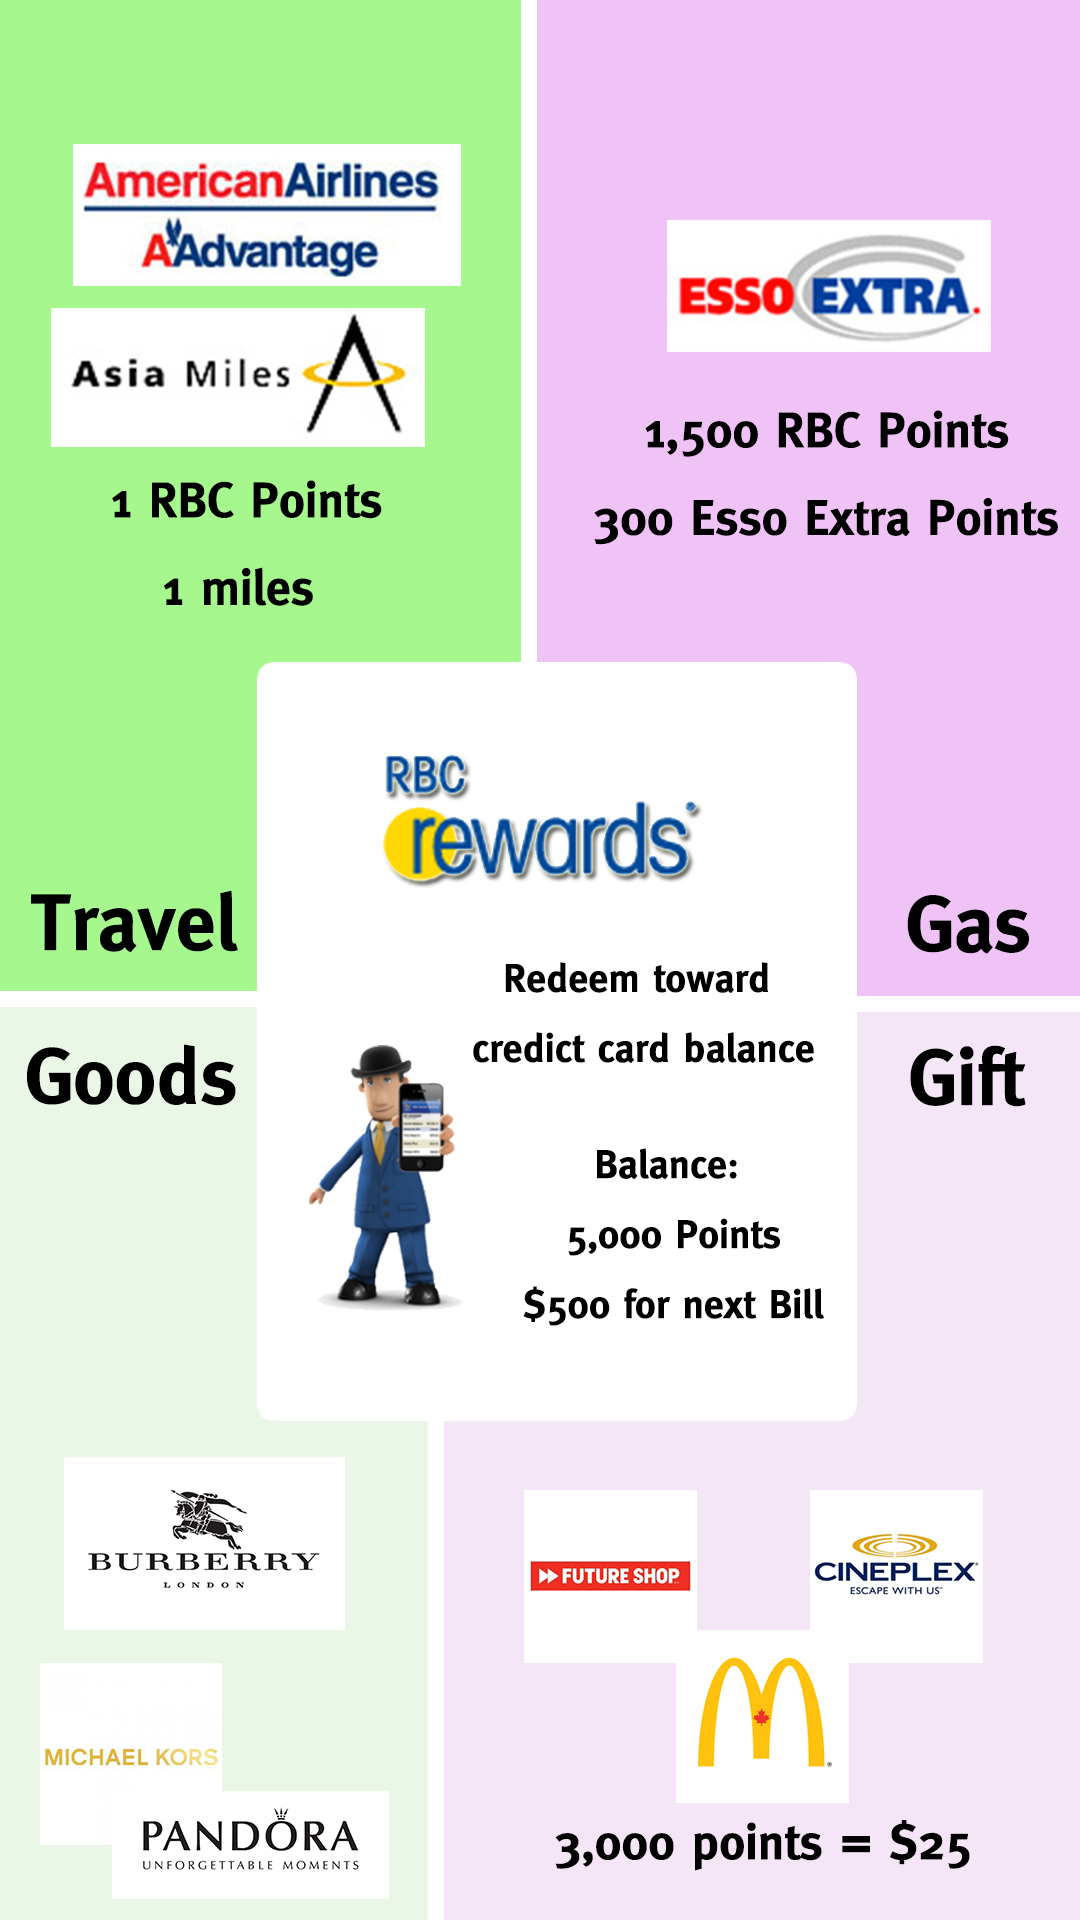 AmericanAirlines
AAdvantage
Asia Miles
1 RBC Points
1 miles
Travel
ESSO EXTRA.
1,500 RBC Points
300 Esso Extra Points
Gas
RBC
rewards
Redeem toward
credict card balance
Balance:
5,000 Points
$500 for next Bill
Goods
BURBERRY
LONDON
MICHAEL KORS
PANDORA
UNFORGETTABLE MOMENTS
Gift
FUTURE SHOP
CINEPLEX
ESCAPE WITH US
3,000 points = $25